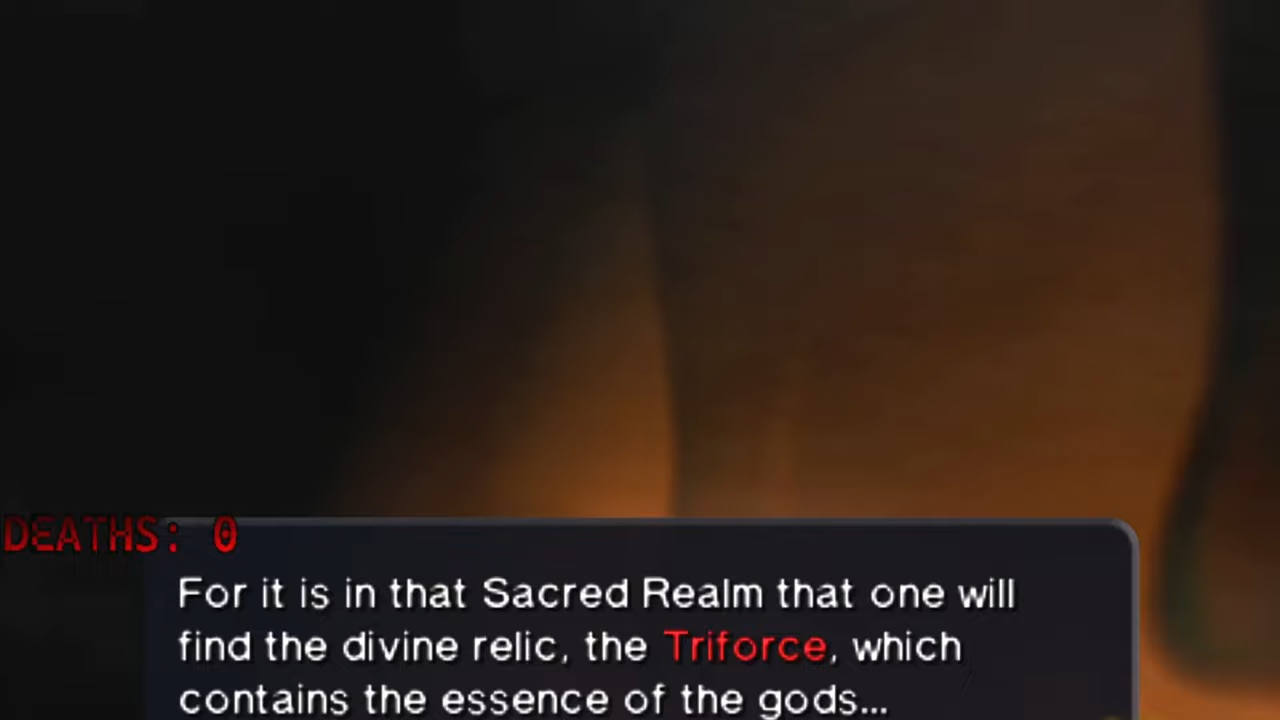 DEATHS: 0
For it is in that Sacred Realm that one will
find the divine relic, the Triforce, which
contains the essence of the gods...